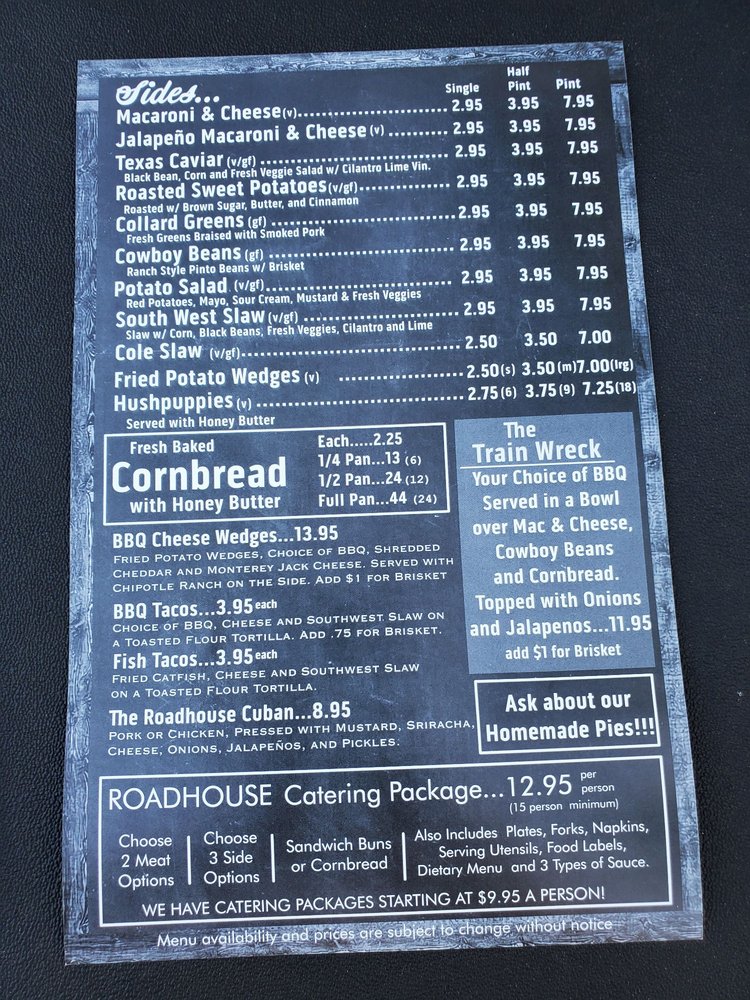 Sides...
Single Half Pint Pint
Macaroni & Cheese(v)........................... 2.95 3.95 7.95
Jalapeño Macaroni & Cheese (v) .......... 2.95 3.95 7.95
Texas Caviar (v/gf) ................................. 2.95 3.95 7.95
Black Bean, Corn and Fresh Veggie Salad w/ Cilantro Lime Vin.
Roasted Sweet Potatoes(v/gf)................ 2.95 3.95 7.95
Roasted w/ Brown Sugar, Butter, and Cinnamon
Collard Greens (gf) .................................2.95 3.95 7.95
Fresh Greens Braised with Smoked Pork
Cowboy Beans (gf) ................................. 2.95 3.95 7.95
Ranch Style Pinto Beans w/ Brisket
Potato Salad (v/gf)................................. 2.95 3.95 7.95
Red Potatoes, Mayo, Sour Cream, Mustard & Fresh Veggies
South West Slaw (v/gf) ........................... 2.95 3.95 7.95
Slaw w/ Corn, Black Beans, Fresh Veggies, Cilantro and Lime
Cole Slaw (v/gf)....................................... 2.50 3.50 7.00
Fried Potato Wedges (v) ..................... 2.50(s) 3.50 (m)7.00(lrg)
Hushpuppies (v) ..................................... 2.75 (6) 3.75 (9) 7.25(18)
Served with Honey Butter
Fresh Baked
Cornbread
with Honey Butter
Each.....2.25
1/4 Pan...13 (6)
1/2 Pan...24 (12)
Full Pan...44 (24)
The
Train Wreck
Your Choice of BBQ
Served in a Bowl
over Mac & Cheese,
Cowboy Beans
and Cornbread.
Topped with Onions
and Jalapenos...11.95
add $1 for Brisket
BBQ Cheese Wedges...13.95
Fried Potato Wedges, Choice of BBQ, Shredded
Cheddar and Monterey Jack Cheese. Served with
Chipotle Ranch on the Side. Add $1 for Brisket
BBQ Tacos...3.95 each
Choice of BBQ, Cheese and Southwest Slaw on
a Toasted Flour Tortilla. Add .75 for Brisket.
Fish Tacos...3.95 each
Fried Catfish, Cheese and Southwest Slaw
on a Toasted Flour Tortilla.
The Roadhouse Cuban...8.95
Pork or Chicken, Pressed with Mustard, Sriracha,
Cheese, Onions, Jalapeños, and Pickles.
Ask about our
Homemade Pies!!!
ROADHOUSE Catering Package...12.95 per person
(15 person minimum)
Choose
2 Meat
Options
Choose
3 Side
Options
Sandwich Buns
or Cornbread
Also Includes Plates, Forks, Napkins,
Serving Utensils, Food Labels,
Dietary Menu and 3 Types of Sauce.
WE HAVE CATERING PACKAGES STARTING AT $9.95 A PERSON!
Menu availability and prices are subject to change without notice